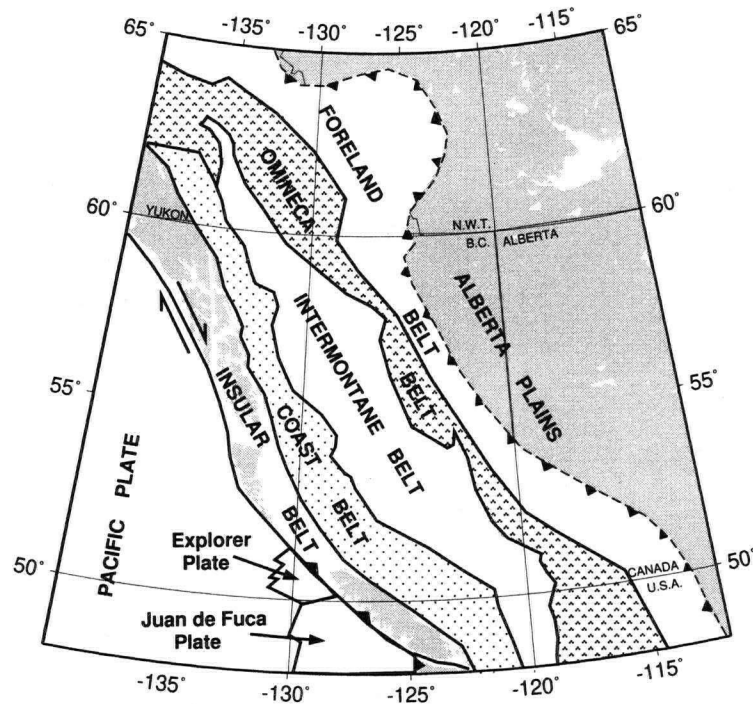 -135° -130° -125° -120° -115°
65 65
FORELAND
OMINECA
60° YUKON N.W.T. 60°
B.C. ALBERTA
ALBERTA PLAINS
BELT
INTERMONTANE BELT
BELT
55° 55°
INSULAR
COAST
BELT
BELT
PACIFIC PLATE
Explorer
Plate
50° CANADA 50°
U.S.A.
Juan de Fuca
Plate
-135° -130° -125° -120° -115°